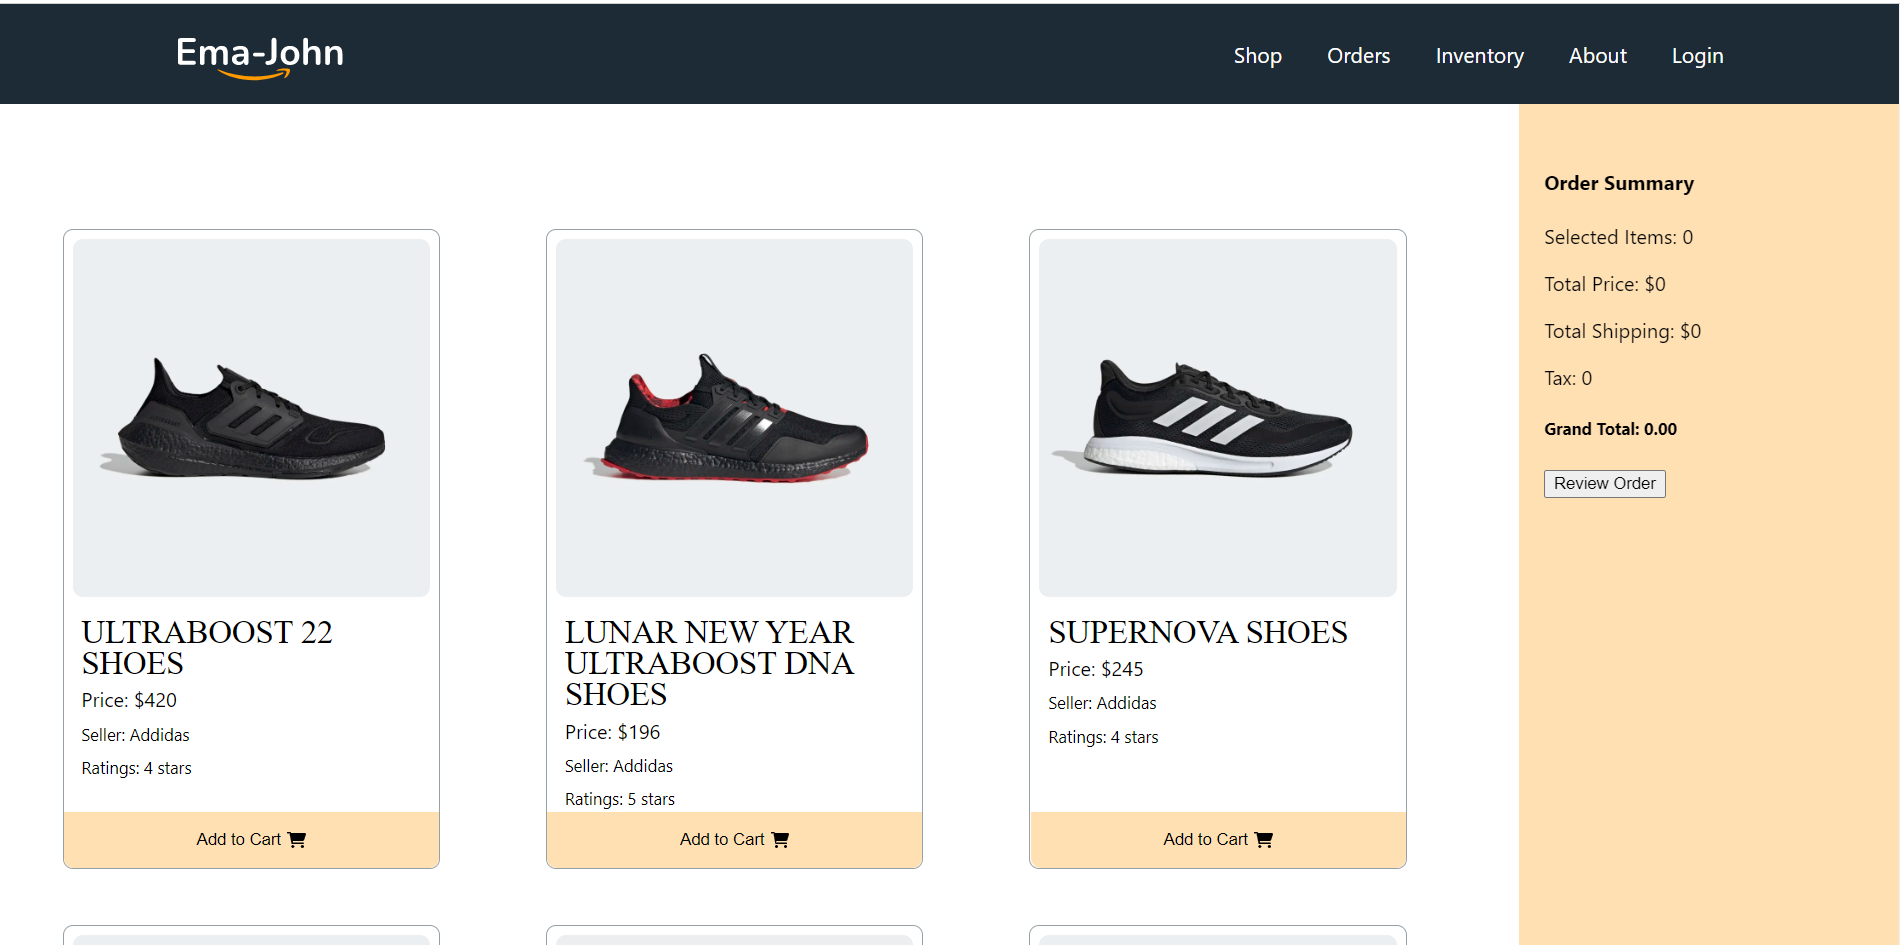 Ema-John
Shop Orders Inventory About Login
ULTRABOOST 22
SHOES
Price: $420
Seller: Addidas
Ratings: 4 stars
Add to Cart
LUNAR NEW YEAR
ULTRABOOST DNA
SHOES
Price: $196
Seller: Addidas
Ratings: 5 stars
Add to Cart
SUPERNOVA SHOES
Price: $245
Seller: Addidas
Ratings: 4 stars
Add to Cart
Order Summary
Selected Items: 0
Total Price: $0
Total Shipping: $0
Tax: 0
Grand Total: 0.00
Review Order